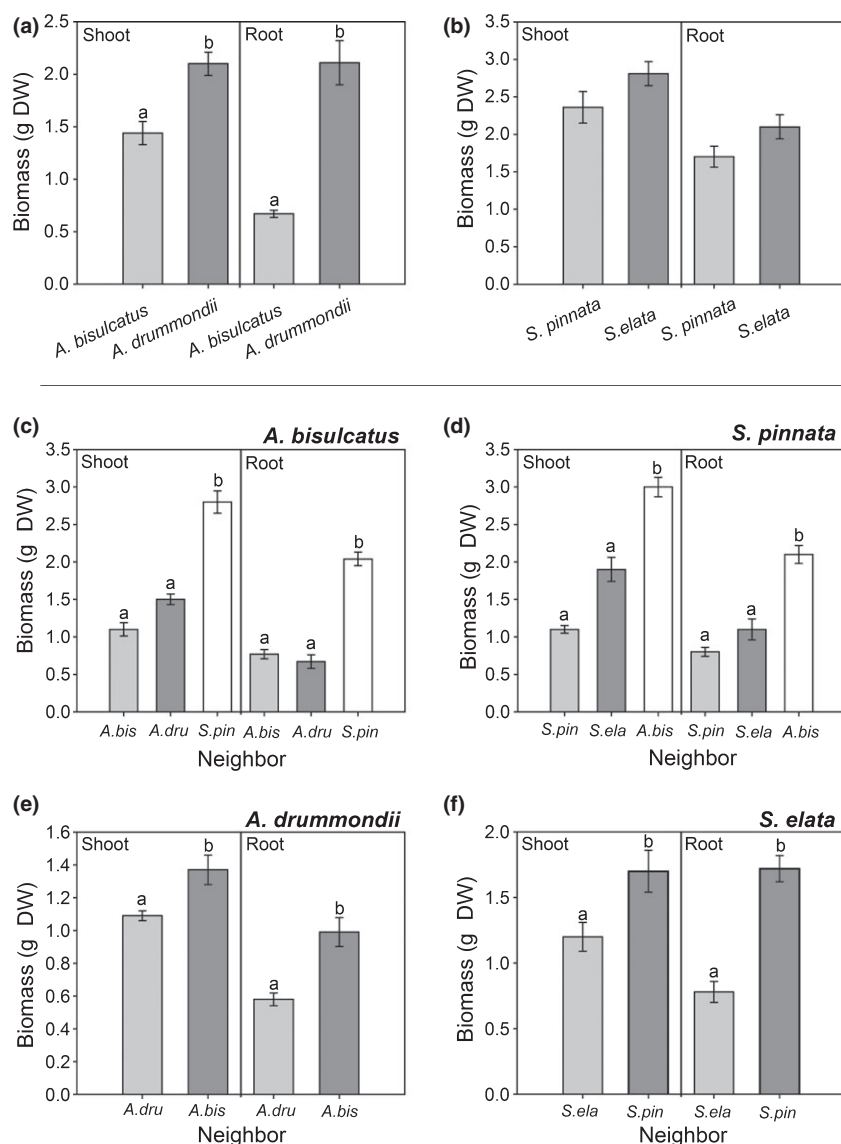 (a)
Shoot
Root
a
b
a
b
Biomass (g DW)
2.5
2.0
1.5
1.0
0.5
0.0
A. bisulcatus
A. drummondii
A. bisulcatus
A. drummondii
(b)
Shoot
Root
Biomass (g DW)
3.5
3.0
2.5
2.0
1.5
1.0
0.5
0.0
S. pinnata
S.elata
S. pinnata
S.elata
(c)
A. bisulcatus
Shoot
Root
a
a
b
a
a
b
Biomass (g DW)
3.5
3.0
2.5
2.0
1.5
1.0
0.5
0.0
A.bis A.dru S.pin A.bis A.dru S.pin
Neighbor
(d)
S. pinnata
Shoot
Root
a
a
b
a
a
b
Biomass (g DW)
3.5
3.0
2.5
2.0
1.5
1.0
0.5
0.0
S.pin S.ela A.bis S.pin S.ela A.bis
Neighbor
(e)
A. drummondii
Shoot
Root
a
b
a
b
Biomass (g DW)
1.6
1.4
1.2
1.0
0.8
0.6
0.4
0.2
0.0
A.dru A.bis A.dru A.bis
Neighbor
(f)
S. elata
Shoot
Root
a
b
a
b
Biomass (g DW)
2.0
1.5
1.0
0.5
0.0
S.ela S.pin S.ela S.pin
Neighbor